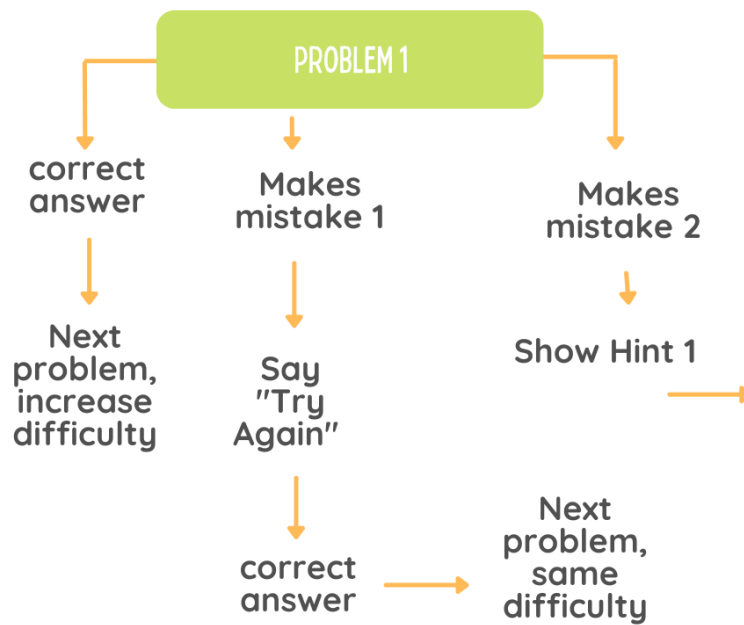 PROBLEM 1
correct
answer
Next
problem,
increase
difficulty
Makes
mistake 1
Say
"Try
Again"
correct
answer
Next
problem,
same
difficulty
Makes
mistake 2
Show Hint 1